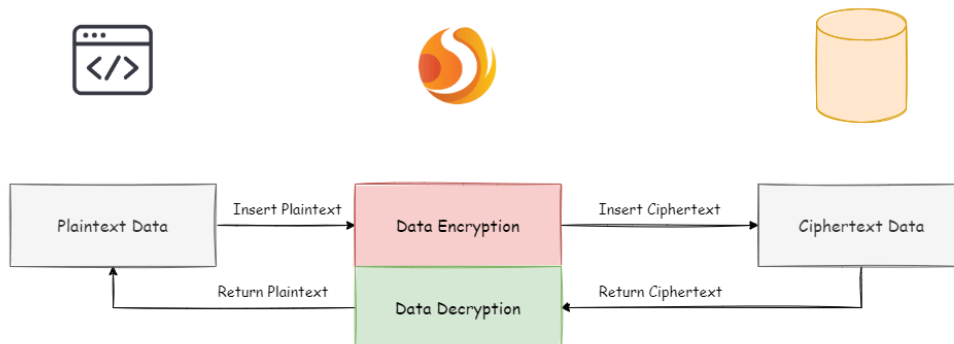 </>
Insert Plaintext
Insert Ciphertext
Plaintext Data
Data Encryption
Ciphertext Data
Return Plaintext
Return Ciphertext
Data Decryption